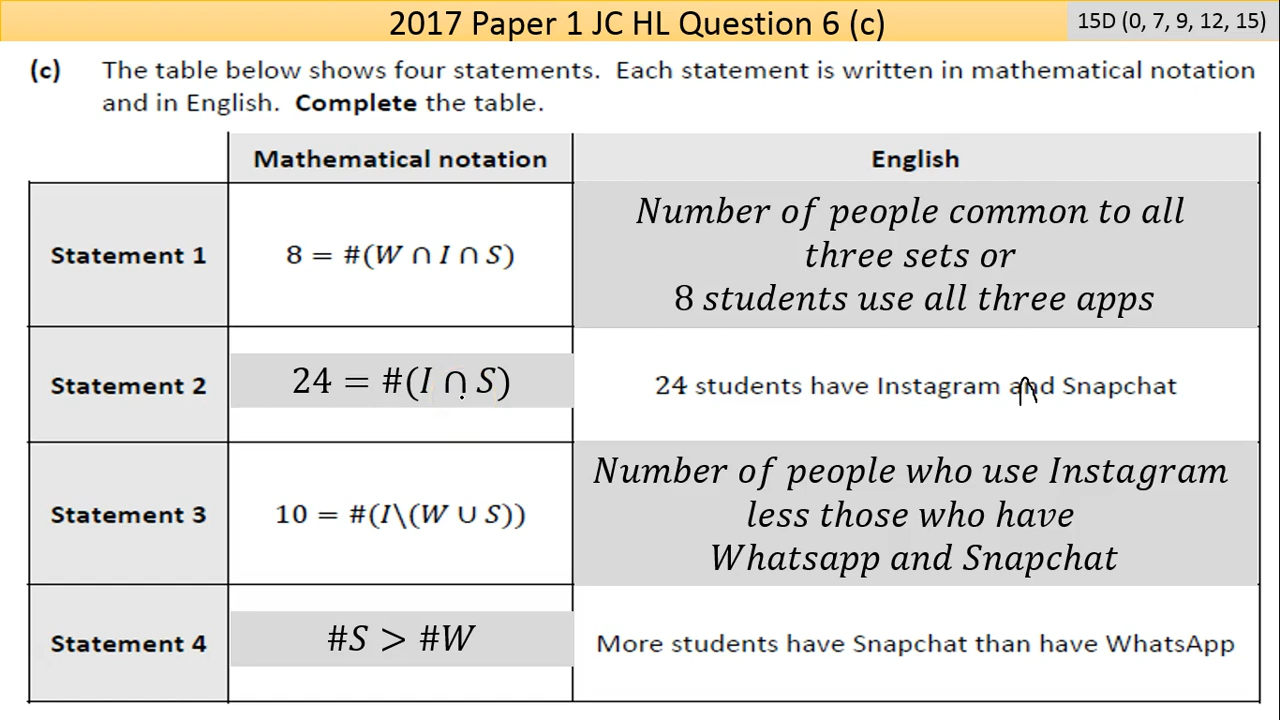 2017 Paper 1 JC HL Question 6 (c)
15D (0, 7, 9, 12, 15)
(c) The table below shows four statements. Each statement is written in mathematical notation
and in English. Complete the table.
Mathematical notation English
Statement 1 8 = #(W ∩ I ∩ S) Number of people common to all
three sets or
8 students use all three apps
Statement 2 24 = #(I ∩ S) 24 students have Instagram and Snapchat
Statement 3 10 = #(I\(W ∪ S)) Number of people who use Instagram
less those who have
Whatsapp and Snapchat
Statement 4 #S > #W More students have Snapchat than have WhatsApp